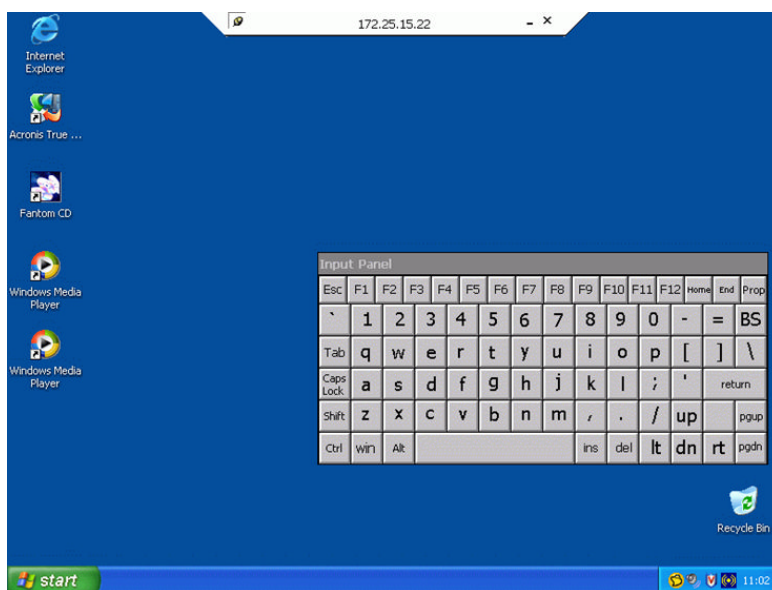 172.25.15.22
Internet
Explorer
Acronis True ...
Fantom CD
Windows Media
Player
Windows Media
Player
Input Panel
Esc F1 F2 F3 F4 F5 F6 F7 F8 F9 F10 F11 F12 Home End Prop
` 1 2 3 4 5 6 7 8 9 0 - = BS
Tab q w e r t y u i o p [ ] \
Caps
Lock a s d f g h j k l ; ' return
Shift z x c v b n m , . / up pgup
Ctrl win Alt ins del lt dn rt pgdn
Recycle Bin
start
11:02